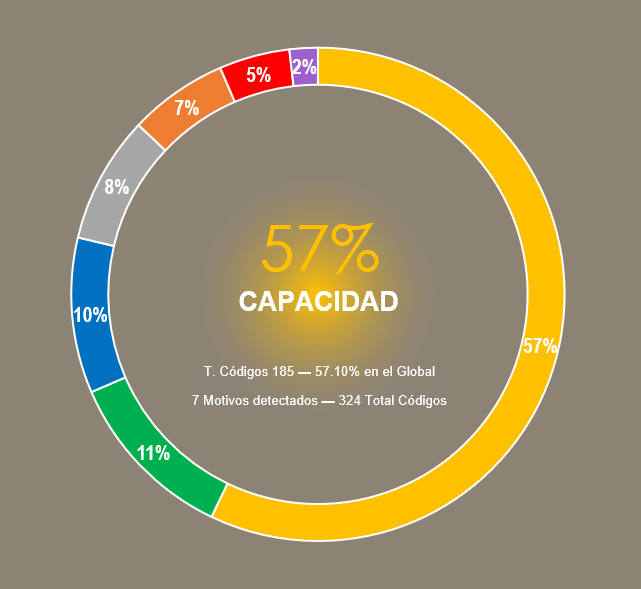 2%
5%
7%
8%
57%
CAPACIDAD
10%
57%
T. Códigos 185 — 57.10% en el Global
7 Motivos detectados — 324 Total Códigos
11%